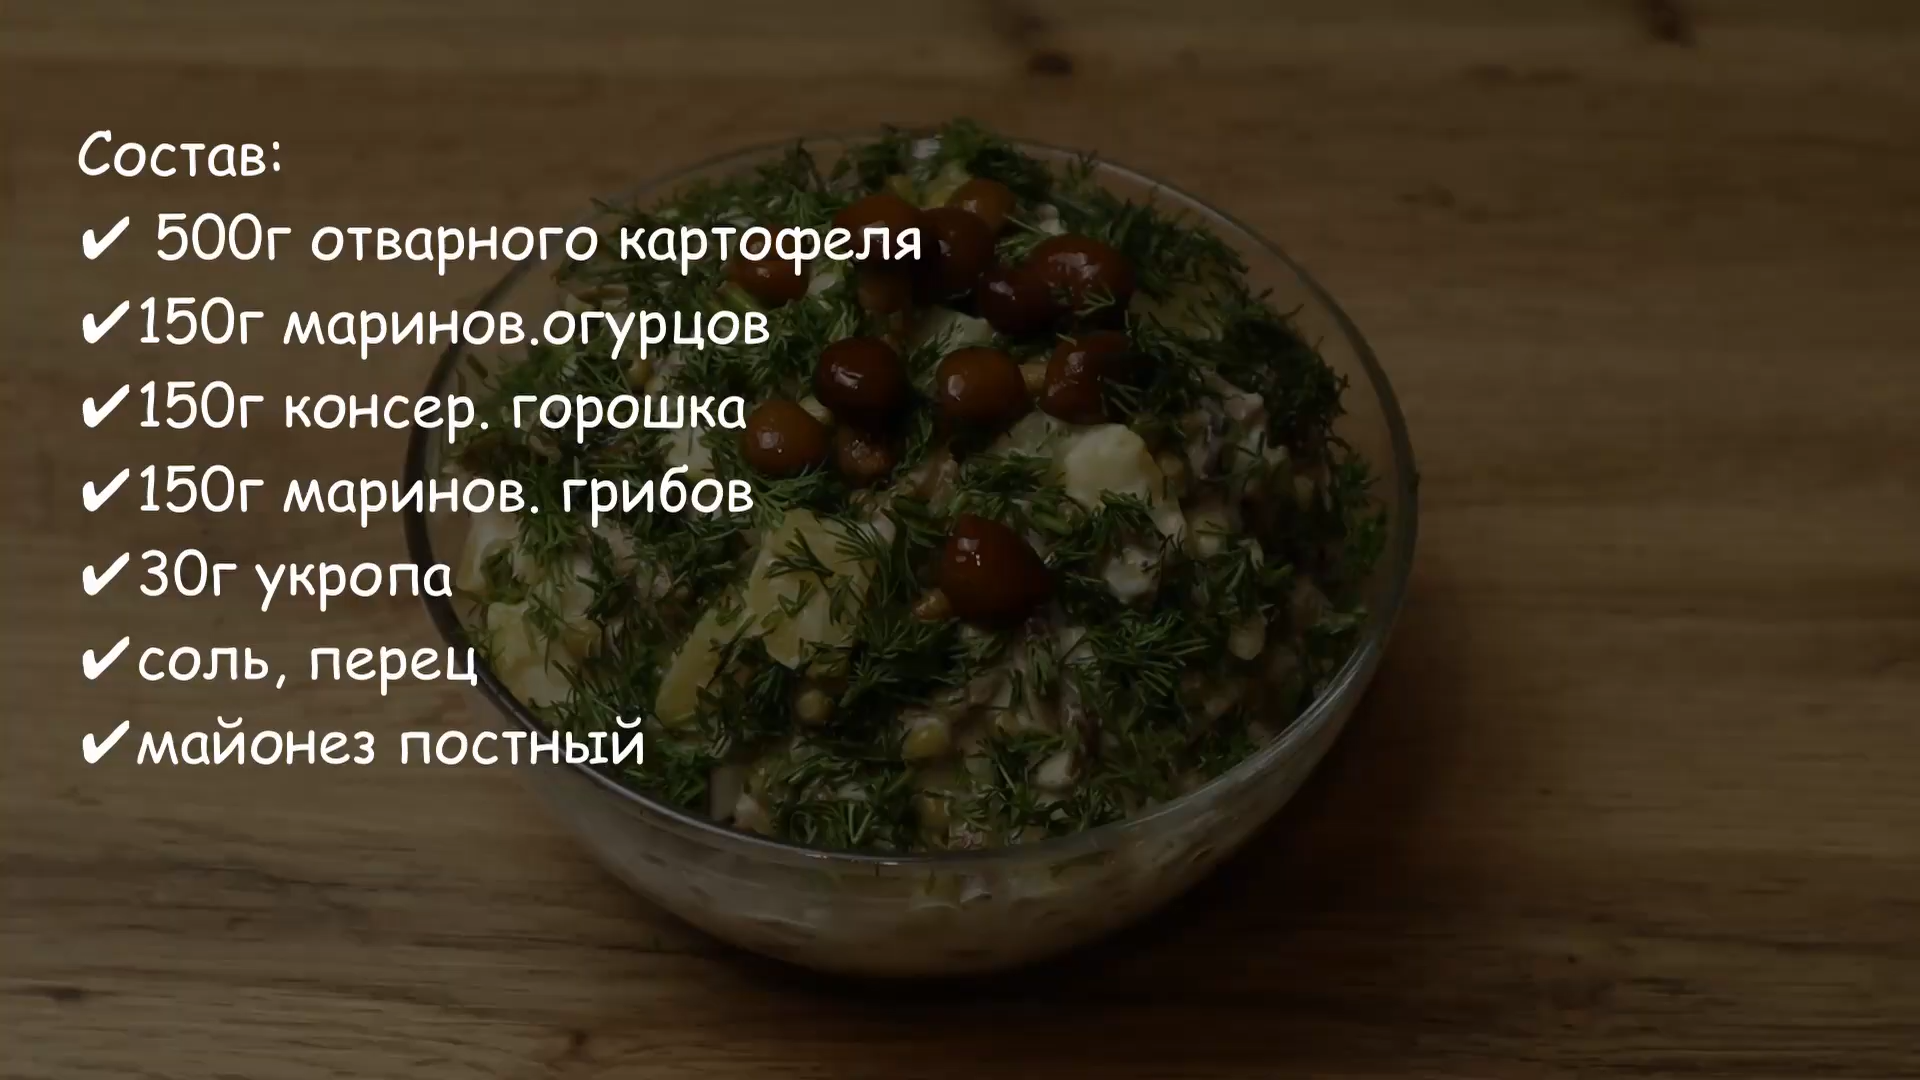 Состав:
✔ 500г отварного картофеля
✔150г маринов.огурцов
✔150г консер. горошка
✔150г маринов. грибов
✔30г укропа
✔соль, перец
✔майонез постный